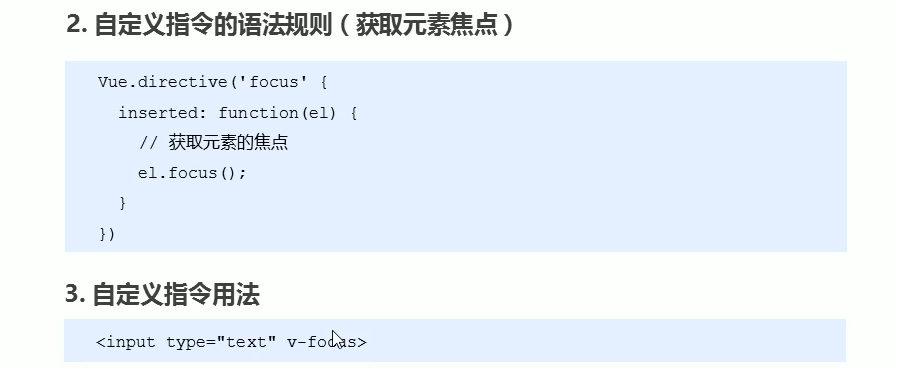 2. 自定义指令的语法规则（获取元素焦点）
Vue.directive('focus' {
inserted: function(el) {
// 获取元素的焦点
el.focus();
}
})
3. 自定义指令用法
<input type="text" v-focus>